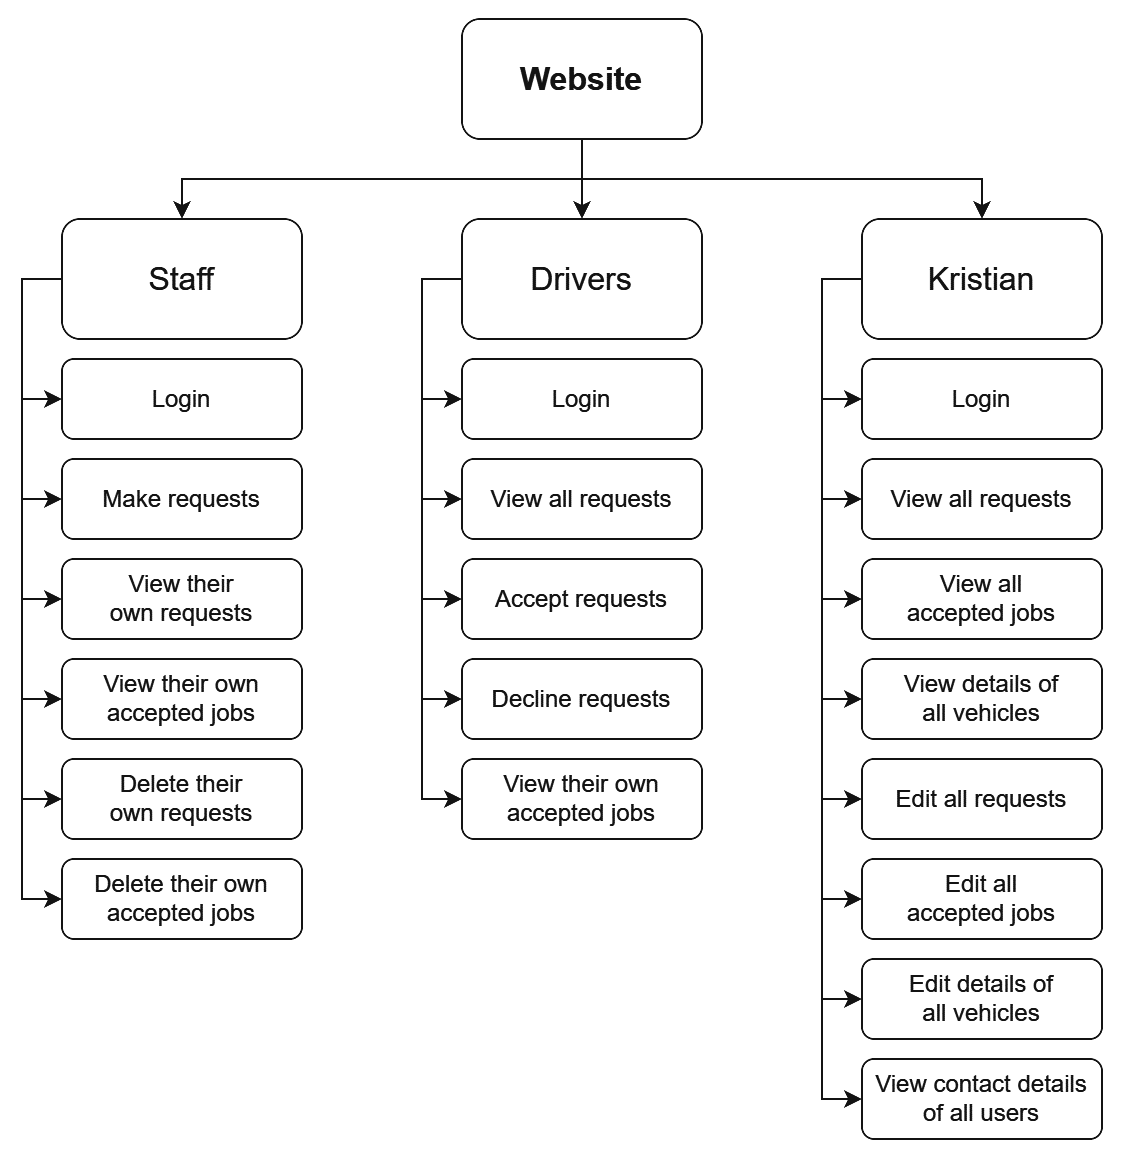 Website
Staff
Login
Make requests
View their
own requests
View their own
accepted jobs
Delete their
own requests
Delete their own
accepted jobs
Drivers
Login
View all requests
Accept requests
Decline requests
View their own
accepted jobs
Kristian
Login
View all requests
View all
accepted jobs
View details of
all vehicles
Edit all requests
Edit all
accepted jobs
Edit details of
all vehicles
View contact details
of all users